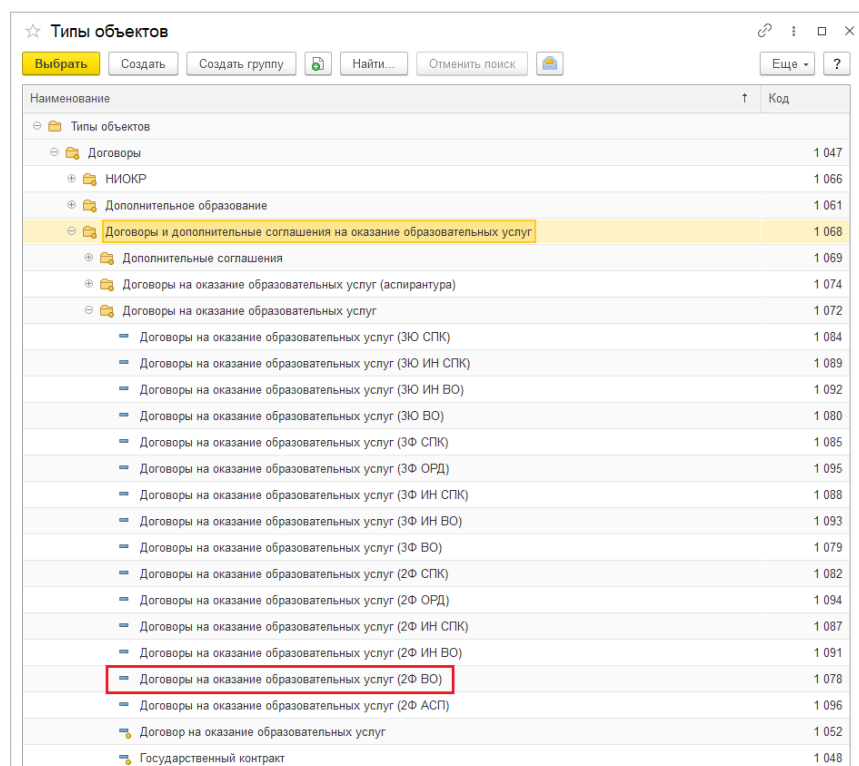 Типы объектов
Выбрать Создать Создать группу Найти... Отменить поиск Еще ?
Наименование ↑ Код
Типы объектов
Договоры 1 047
НИОКР 1 066
Дополнительное образование 1 061
Договоры и дополнительные соглашения на оказание образовательных услуг 1 068
Дополнительные соглашения 1 069
Договоры на оказание образовательных услуг (аспирантура) 1 074
Договоры на оказание образовательных услуг 1 072
Договоры на оказание образовательных услуг (3Ю СПК) 1 084
Договоры на оказание образовательных услуг (3Ю ИН СПК) 1 089
Договоры на оказание образовательных услуг (3Ю ИН ВО) 1 092
Договоры на оказание образовательных услуг (3Ю ВО) 1 080
Договоры на оказание образовательных услуг (3Ф СПК) 1 085
Договоры на оказание образовательных услуг (3Ф ОРД) 1 095
Договоры на оказание образовательных услуг (3Ф ИН СПК) 1 088
Договоры на оказание образовательных услуг (3Ф ИН ВО) 1 093
Договоры на оказание образовательных услуг (3Ф ВО) 1 079
Договоры на оказание образовательных услуг (2Ф СПК) 1 082
Договоры на оказание образовательных услуг (2Ф ОРД) 1 094
Договоры на оказание образовательных услуг (2Ф ИН СПК) 1 087
Договоры на оказание образовательных услуг (2Ф ИН ВО) 1 091
Договоры на оказание образовательных услуг (2Ф ВО) 1 078
Договоры на оказание образовательных услуг (2Ф АСП) 1 096
Договор на оказание образовательных услуг 1 052
Государственный контракт 1 048